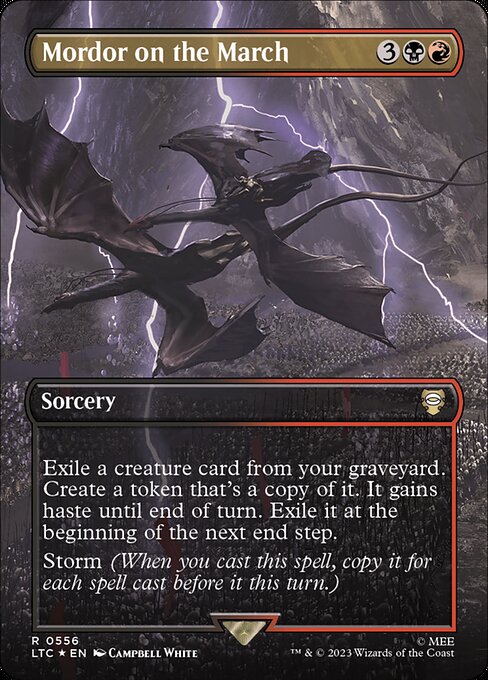 Mordor on the March 3
Sorcery
Exile a creature card from your graveyard.
Create a token that's a copy of it. It gains
haste until end of turn. Exile it at the
beginning of the next end step.
Storm (When you cast this spell, copy it for
each spell cast before it this turn.)
R 0556
LTC ★ EN Campbell White
© MEE
™ & © 2023 Wizards of the Coast